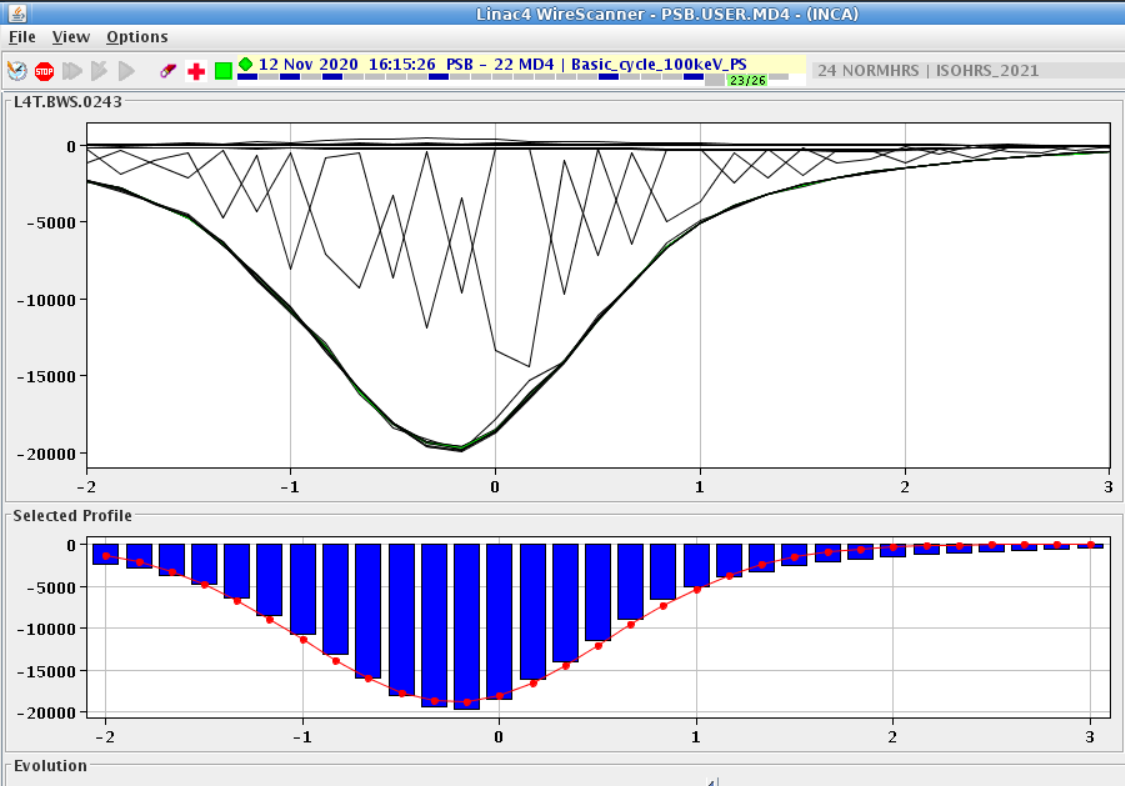 Linac4 WireScanner - PSB.USER.MD4 - (INCA)
File View Options
STOP
12 Nov 2020 16:15:26 PSB - 22 MD4 | Basic_cycle_100keV_PS
23/26
24 NORMHRS | ISOHRS_2021
L4T.BWS.0243
0
-5000
-10000
-15000
-20000
-2 -1 0 1 2 3
Selected Profile
0
-5000
-10000
-15000
-20000
-2 -1 0 1 2 3
Evolution